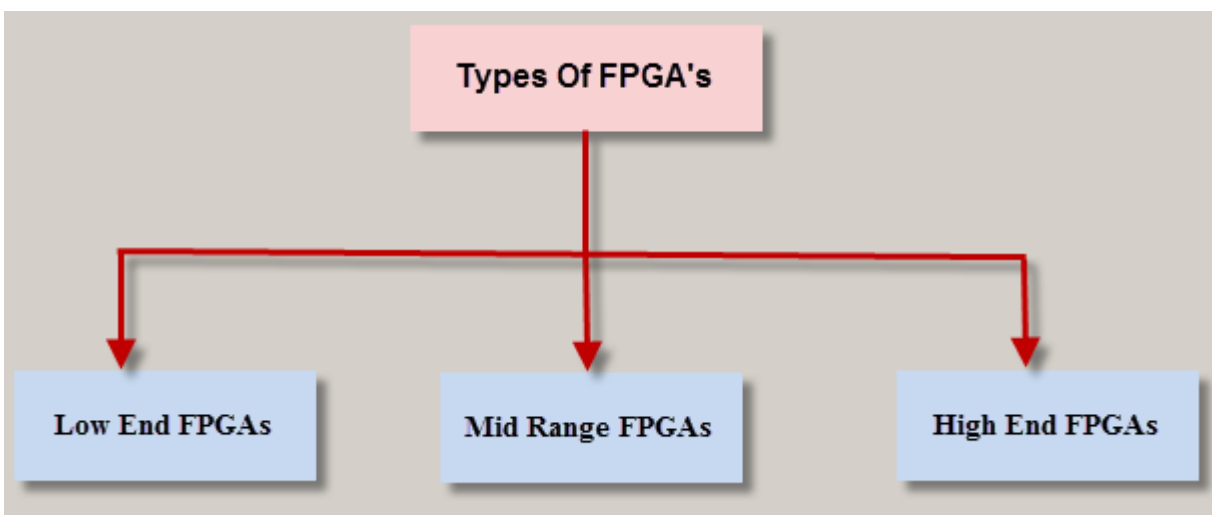 Types Of FPGA's
Low End FPGAs
Mid Range FPGAs
High End FPGAs